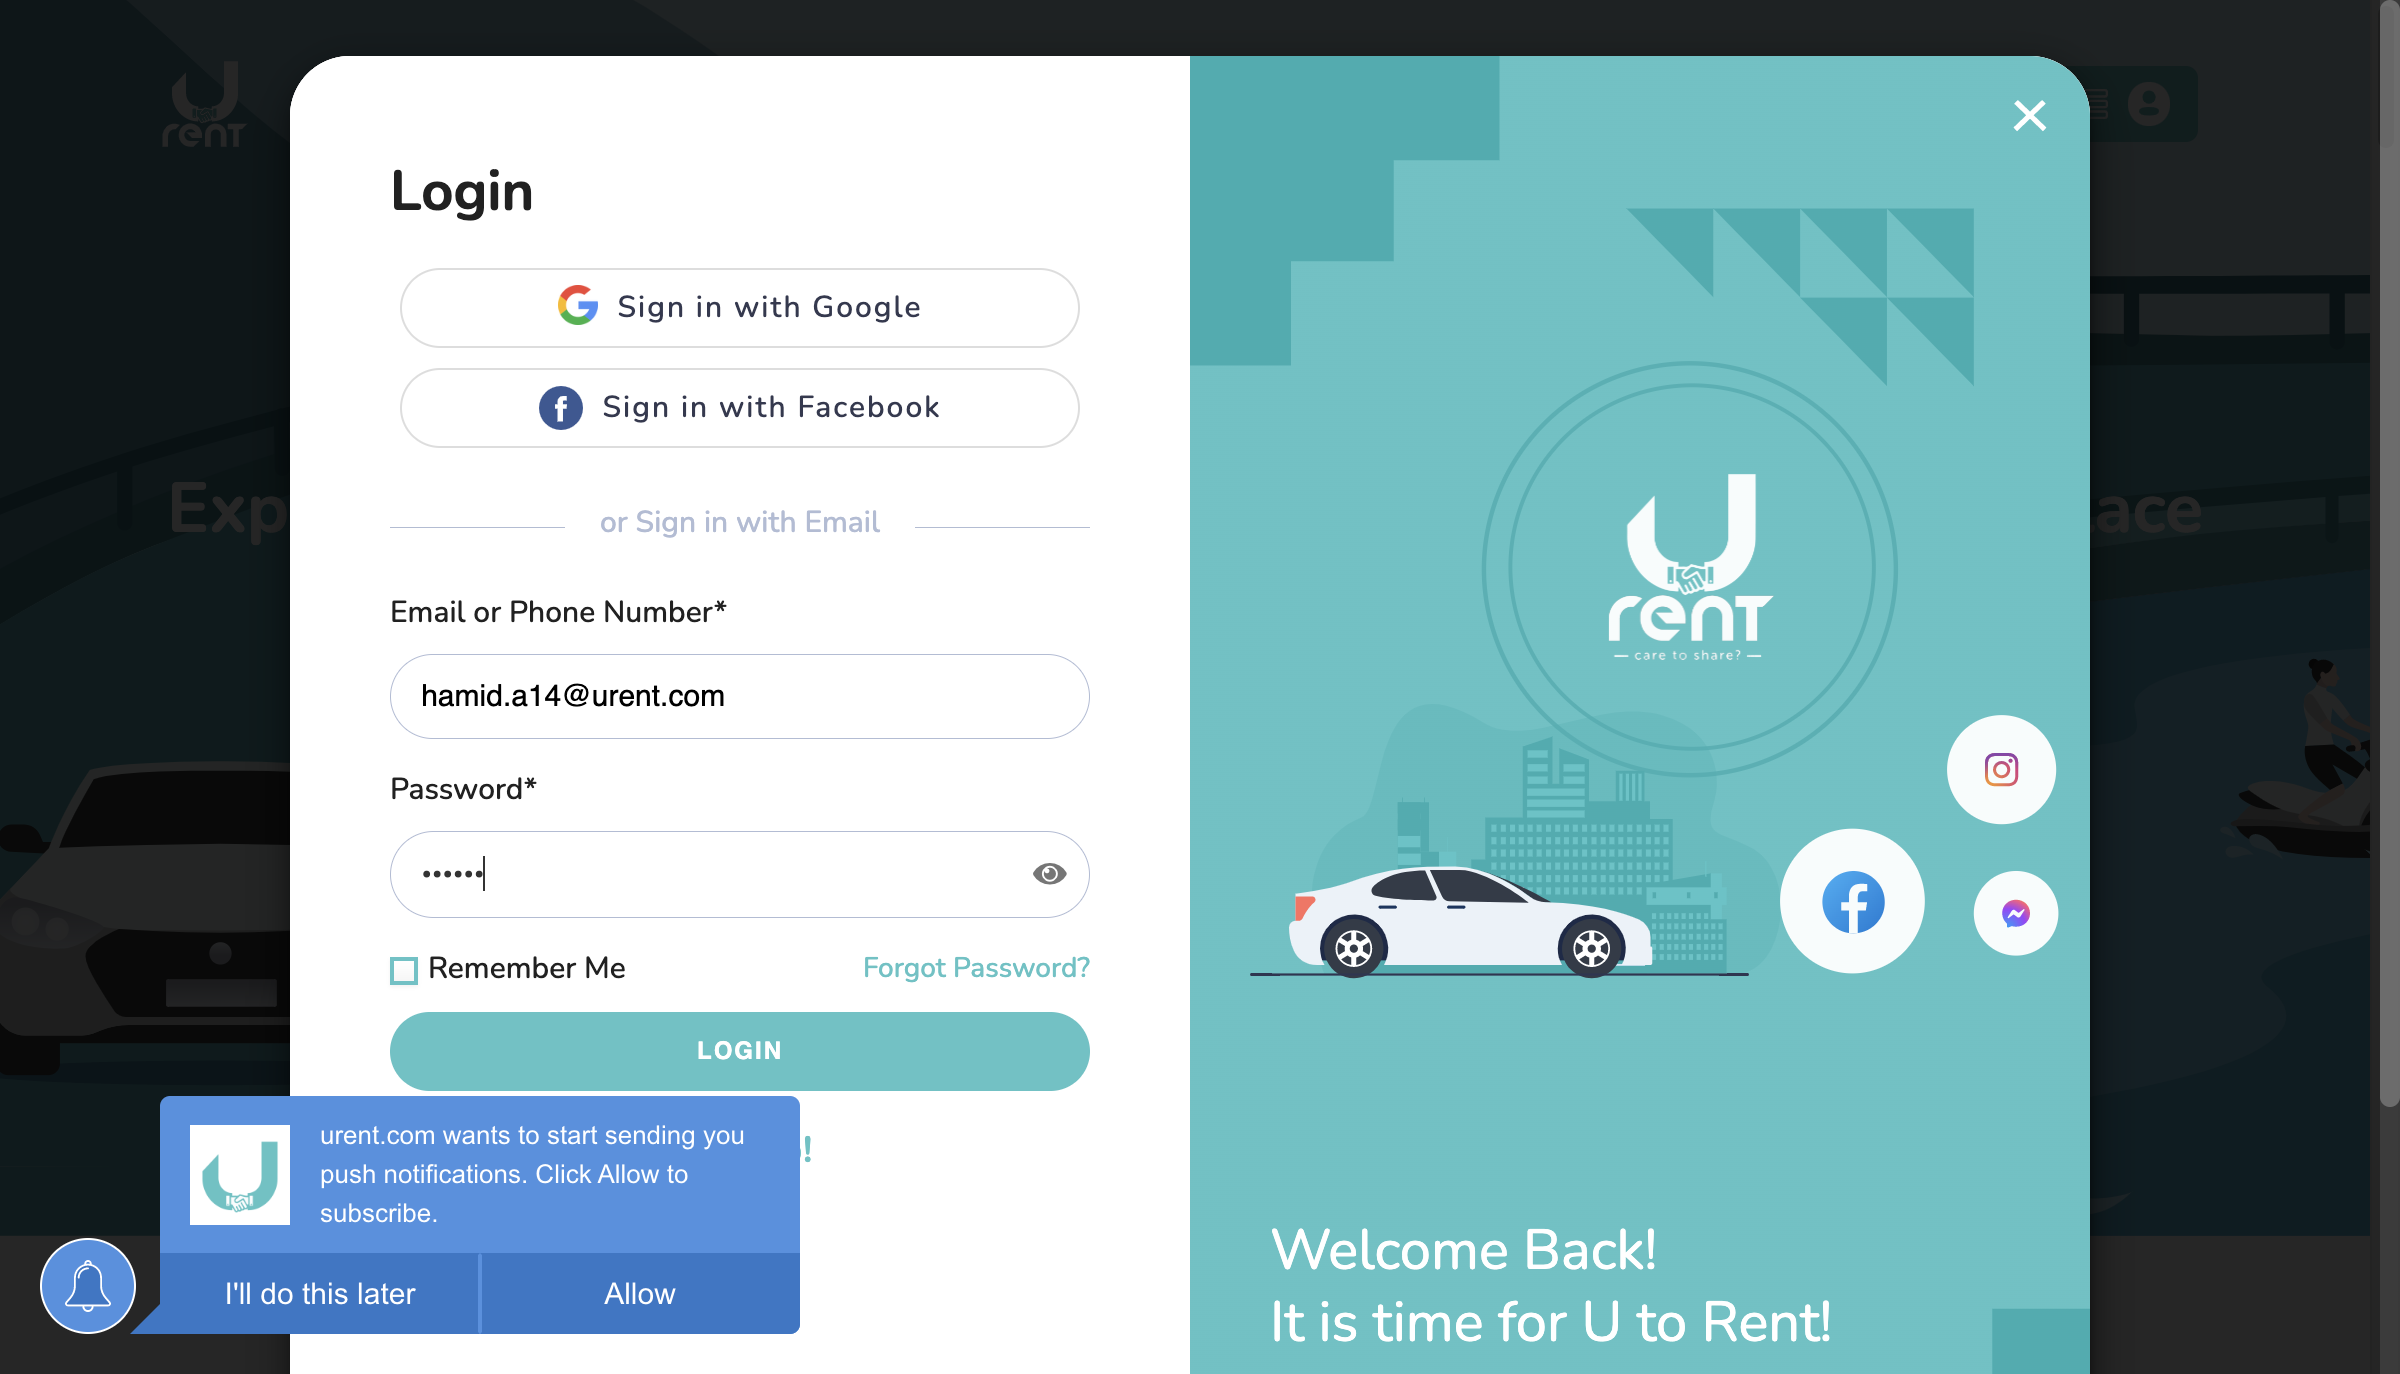 U
rent
Login
Sign in with Google
Sign in with Facebook
or Sign in with Email
Email or Phone Number*
hamid.a14@urent.com
Password*
••••••
Remember Me
Forgot Password?
LOGIN
!
urent.com wants to start sending you
push notifications. Click Allow to
subscribe.
I'll do this later
Allow
U
rent
— care to share? —
Welcome Back!
It is time for U to Rent!
Exp
ace